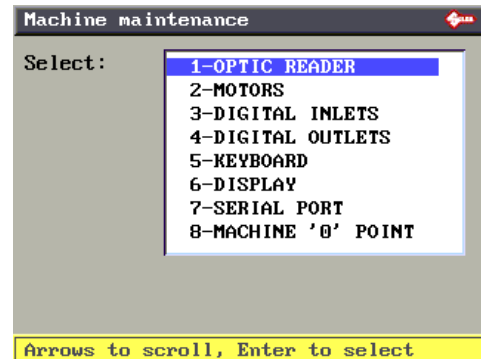 Machine maintenance
SILCA
Select:
1-OPTIC READER
2-MOTORS
3-DIGITAL INLETS
4-DIGITAL OUTLETS
5-KEYBOARD
6-DISPLAY
7-SERIAL PORT
8-MACHINE '0' POINT
Arrows to scroll, Enter to select